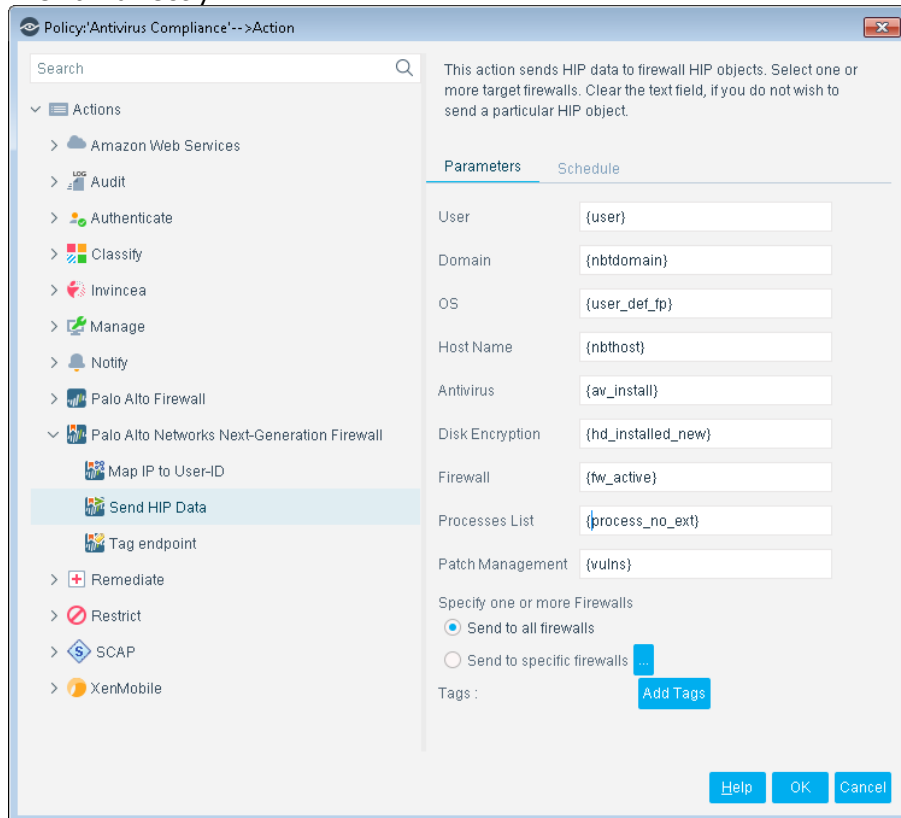 Policy:'Antivirus Compliance'-->Action
Search
Actions
Amazon Web Services
LOG
Audit
Authenticate
Classify
Invincea
Manage
Notify
Palo Alto Firewall
Palo Alto Networks Next-Generation Firewall
Map IP to User-ID
Send HIP Data
Tag endpoint
Remediate
Restrict
S
SCAP
XenMobile
This action sends HIP data to firewall HIP objects. Select one or
more target firewalls. Clear the text field, if you do not wish to
send a particular HIP object.
Parameters Schedule
User {user}
Domain {nbtdomain}
OS {user_def_fp}
Host Name {nbthost}
Antivirus {av_install}
Disk Encryption {hd_installed_new}
Firewall {fw_active}
Processes List {process_no_ext}
Patch Management {vulns}
Specify one or more Firewalls
Send to all firewalls
Send to specific firewalls ...
Tags : Add Tags
Help OK Cancel